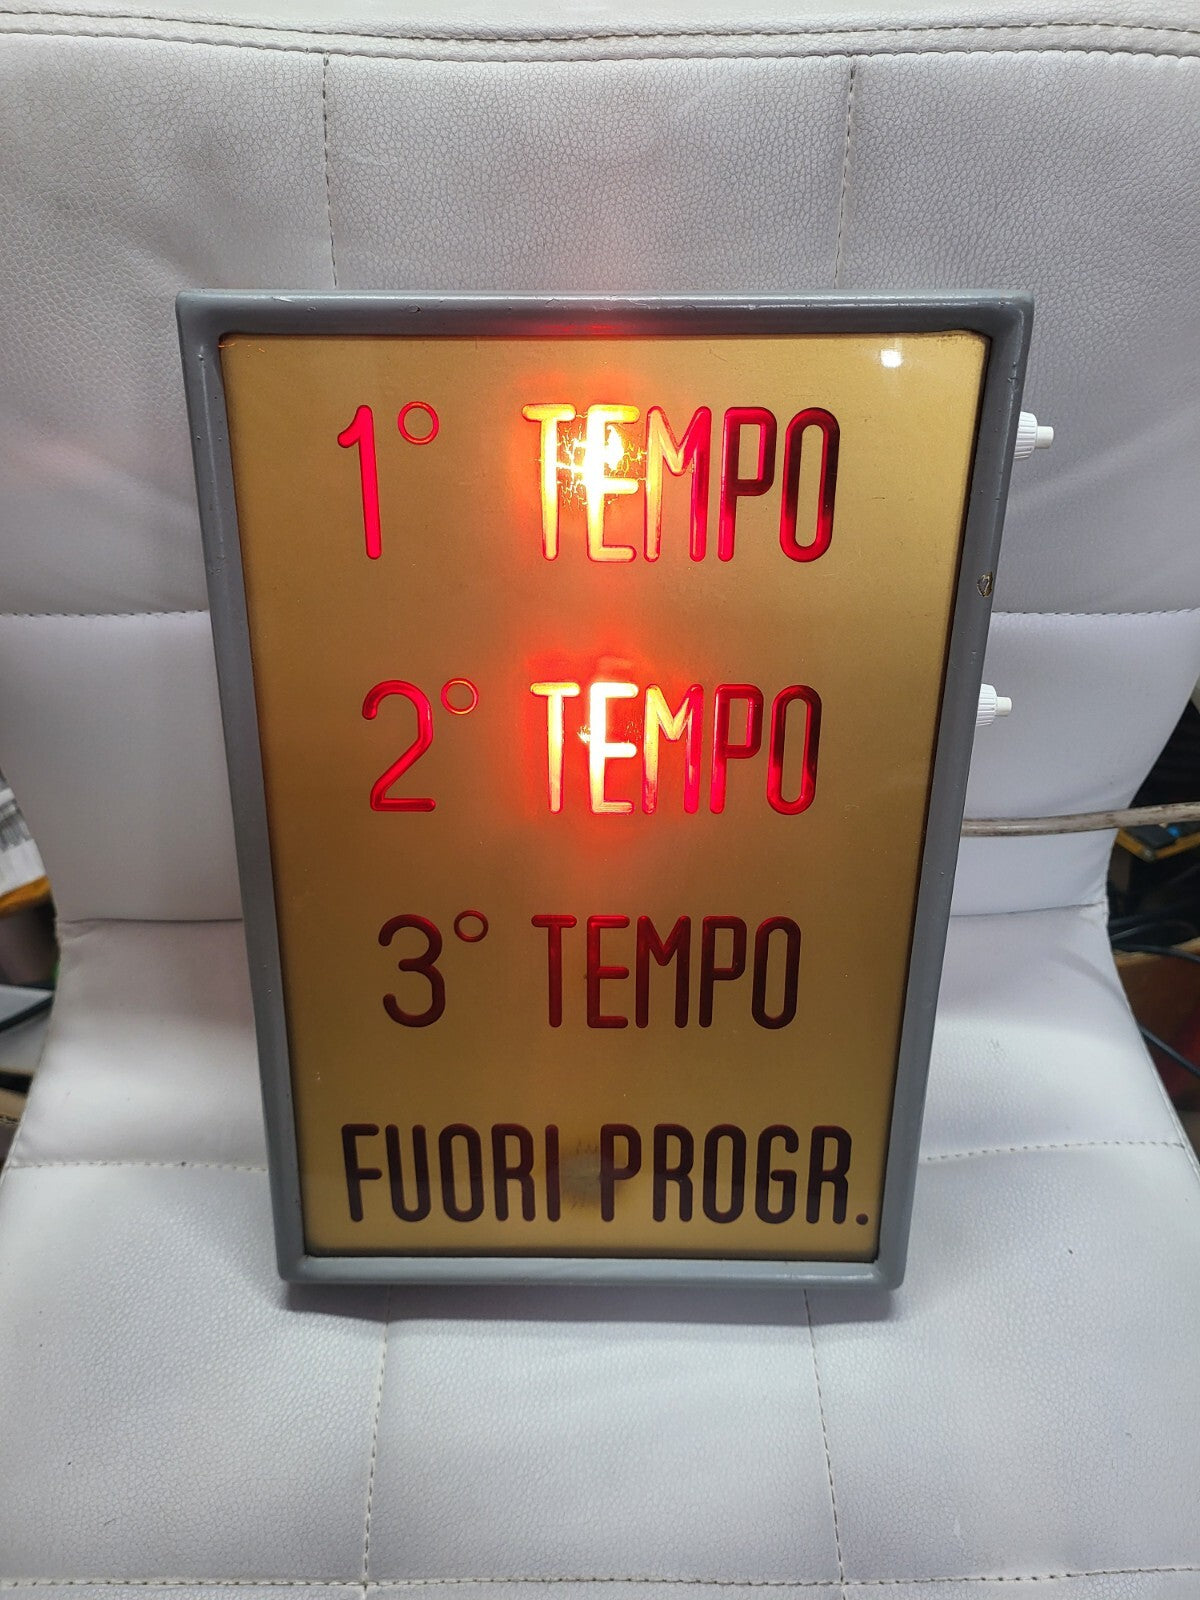 1° TEMPO
2° TEMPO
3° TEMPO
FUORI PROGR.